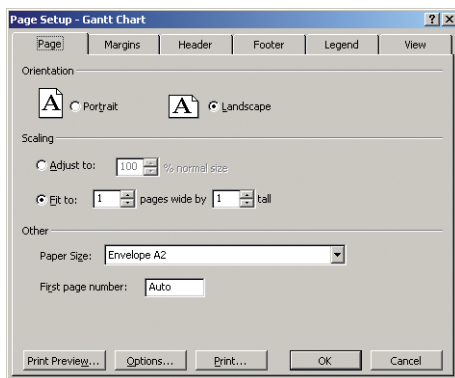 Page Setup - Gantt Chart
Page Margins Header Footer Legend View
Orientation
A Portrait A Landscape
Scaling
Adjust to: 100 % normal size
Fit to: 1 pages wide by 1 tall
Other
Paper Size: Envelope A2
First page number: Auto
Print Preview... Options... Print... OK Cancel